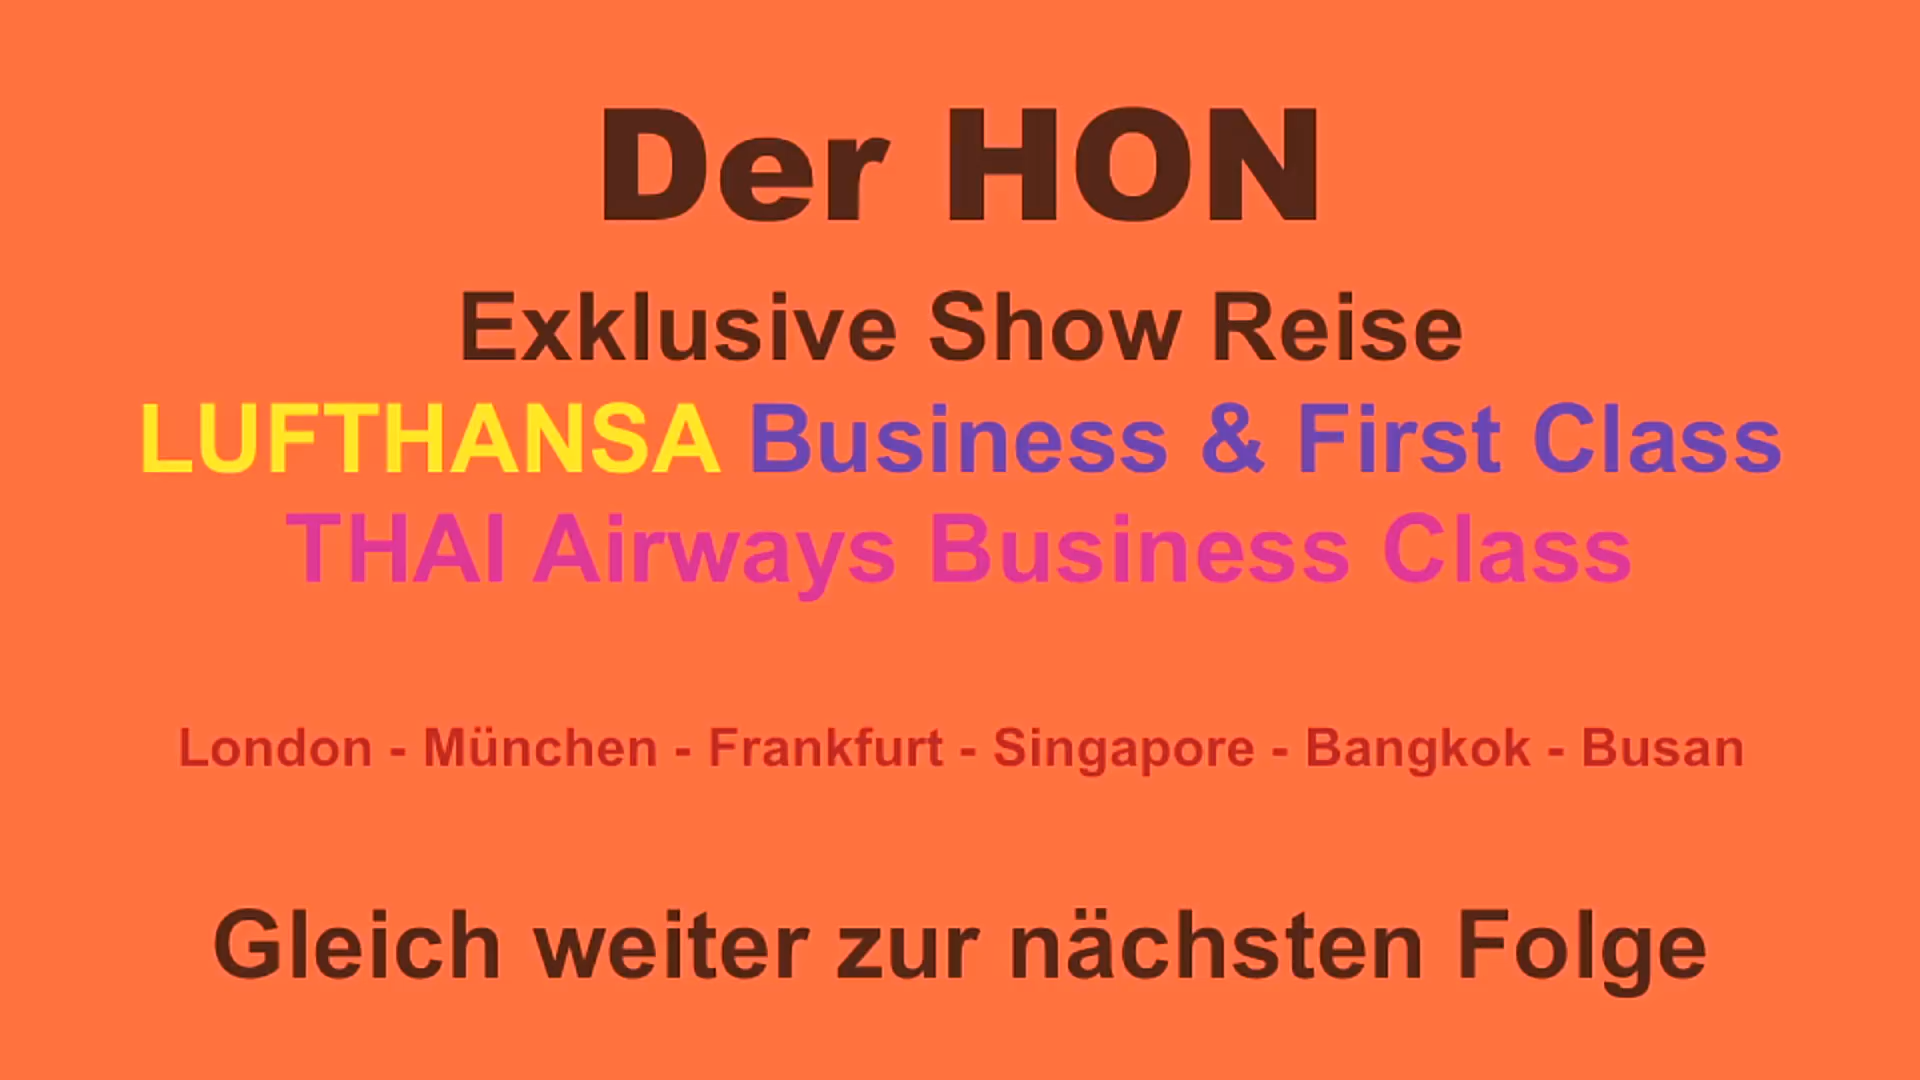 Der HON
Exklusive Show Reise
LUFTHANSA Business & First Class
THAI Airways Business Class
London - München - Frankfurt - Singapore - Bangkok - Busan
Gleich weiter zur nächsten Folge